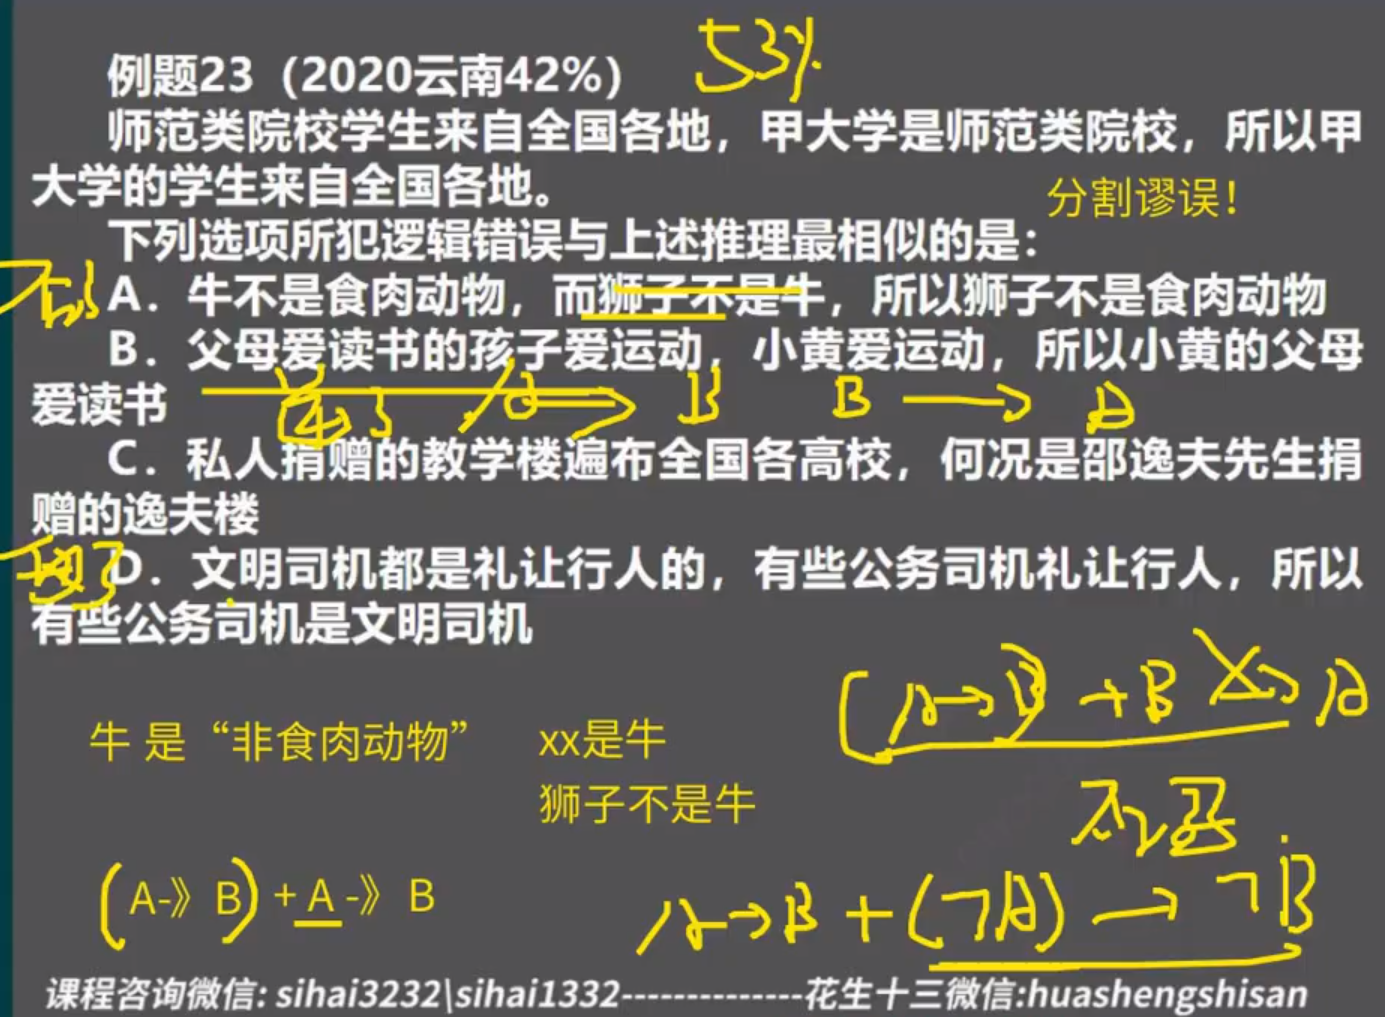 例题23（2020云南42%）
53%
师范类院校学生来自全国各地，甲大学是师范类院校，所以甲
大学的学生来自全国各地。
分割谬误！
下列选项所犯逻辑错误与上述推理最相似的是：
A．牛不是食肉动物，而狮子不是牛，所以狮子不是食肉动物
B．父母爱读书的孩子爱运动，小黄爱运动，所以小黄的父母
爱读书
A B B → A
C．私人捐赠的教学楼遍布全国各高校，何况是邵逸夫先生捐
赠的逸夫楼
D．文明司机都是礼让行人的，有些公务司机礼让行人，所以
有些公务司机是文明司机
(A→B) + B → A
牛 是“非食肉动物” xx是牛
狮子不是牛
(A-》B) + A -》B
A→B + (¬A) → ¬B
课程咨询微信: sihai3232\sihai1332--------------花生十三微信:huashengshisan